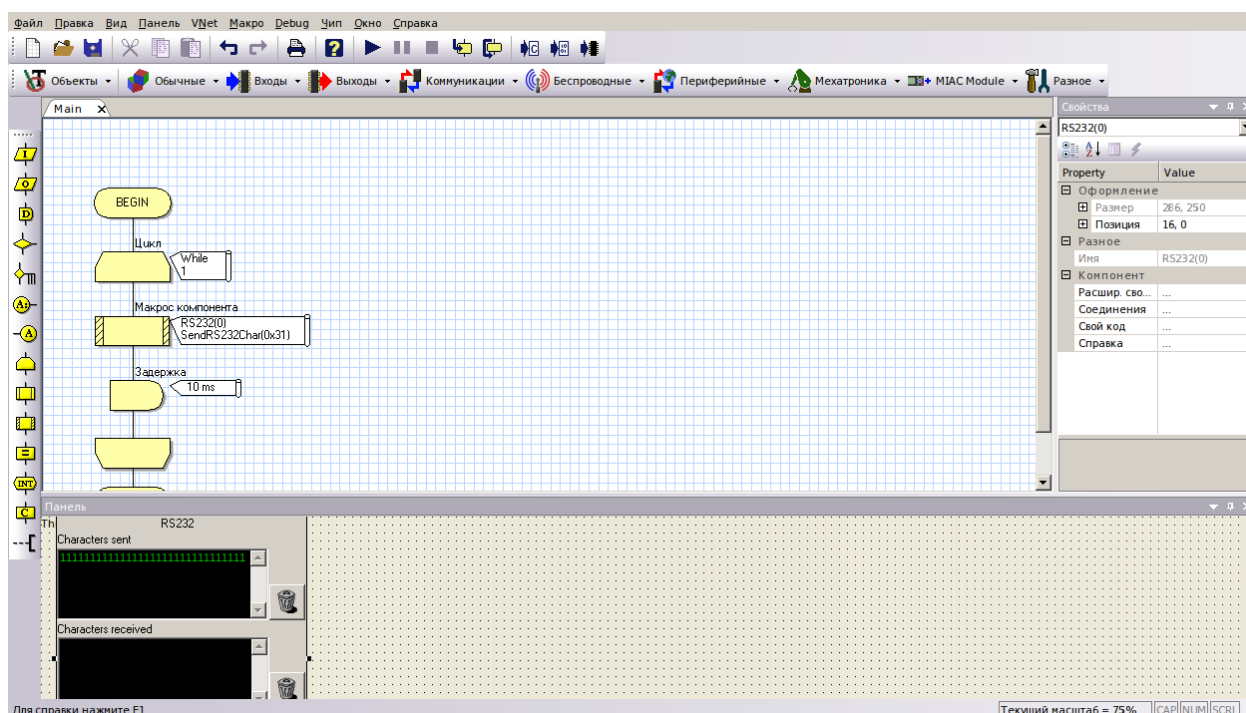 Файл Правка Вид Панель VNet Макро Debug Чип Окно Справка
Объекты Обычные Входы Выходы Коммуникации Беспроводные Периферийные Мехатроника MIAC Module Разное
Main X
BEGIN
Цикл
While
1
Макрос компонента
RS232(0)
SendRS232Char(0x31)
Задержка
10 ms
Свойства
RS232(0)
Property Value
Оформление
Размер 286, 250
Позиция 16, 0
Разное
Имя RS232(0)
Компонент
Расшир. сво... ...
Соединения ...
Свой код ...
Справка ...
Панель
RS232
Characters sent
Characters received
Для справки нажмите F1
Текущий масштаб = 75% CAP NUM SCRL